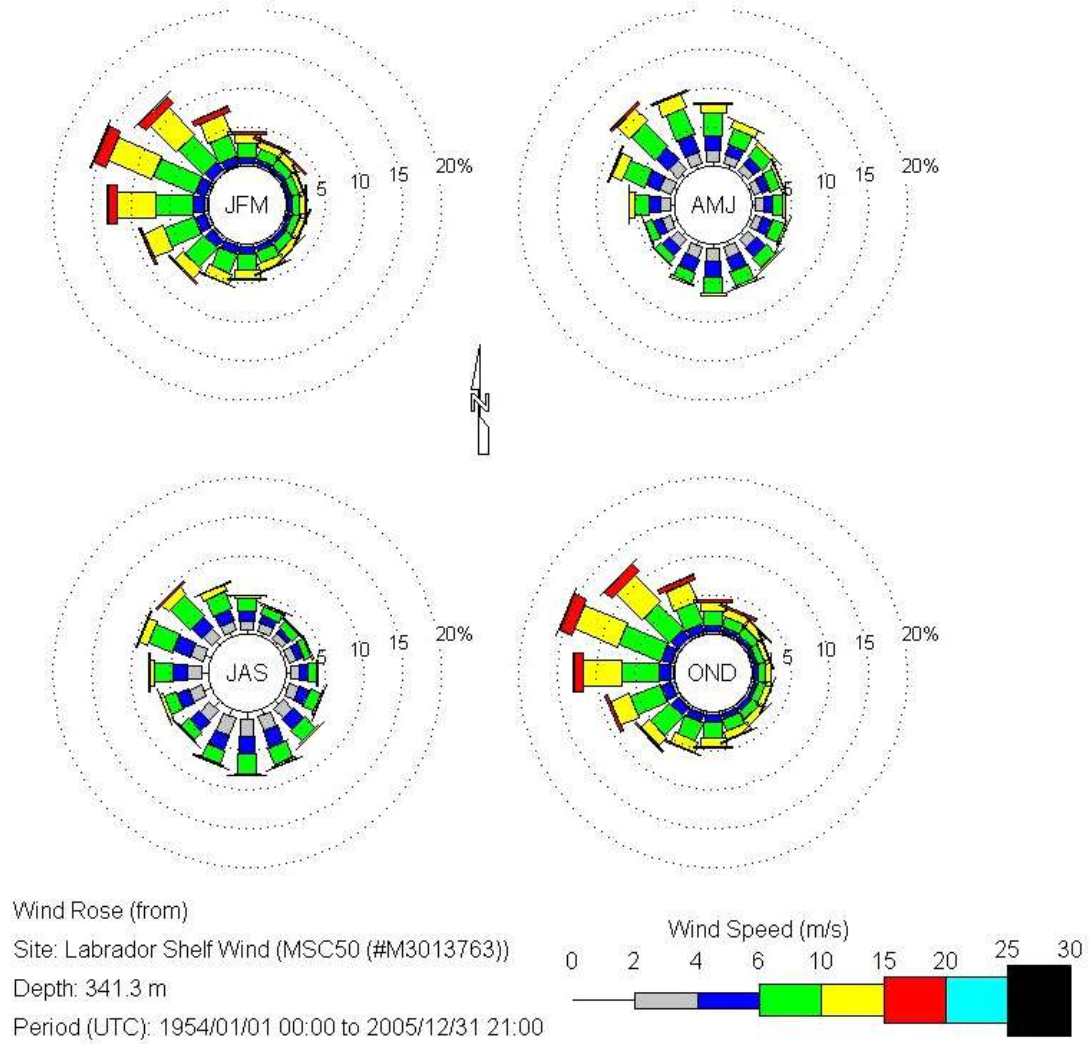 20%
15
10
5
JFM
20%
15
10
5
AMJ
N
20%
15
10
5
JAS
20%
15
10
5
OND
Wind Rose (from)
Site: Labrador Shelf Wind (MSC50 (#M3013763))
Depth: 341.3 m
Period (UTC): 1954/01/01 00:00 to 2005/12/31 21:00
Wind Speed (m/s)
0 2 4 6 10 15 20 25 30